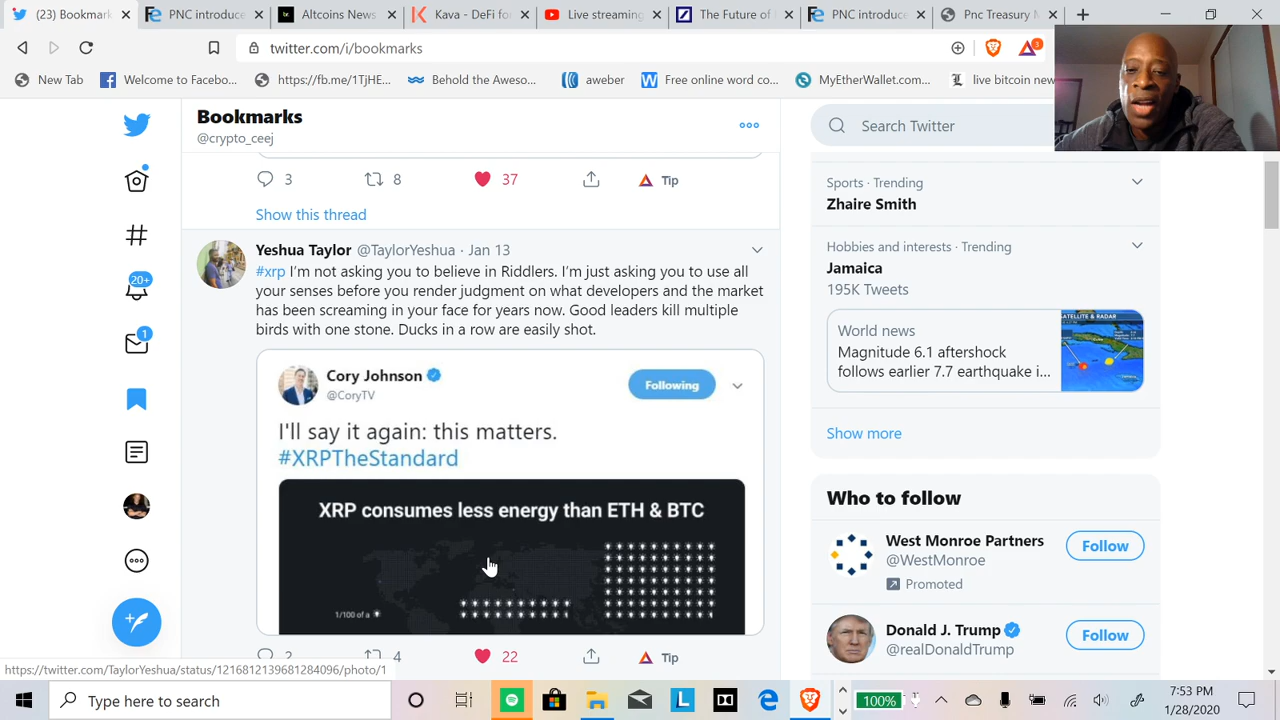 (23) Bookmark
PNC introduce
Altcoins News
Kava - DeFi fo
Live streaming
The Future of
PNC introduce
Pnc Treasury M
twitter.com/i/bookmarks
3
New Tab
Welcome to Facebo...
https://fb.me/1TjHE...
Behold the Aweso...
aweber
Free online word co...
MyEtherWallet.com...
live bitcoin new
Bookmarks
@crypto_ceej
Search Twitter
3
8
37
Tip
Show this thread
Yeshua Taylor @TaylorYeshua · Jan 13
#xrp I'm not asking you to believe in Riddlers. I'm just asking you to use all
your senses before you render judgment on what developers and the market
has been screaming in your face for years now. Good leaders kill multiple
birds with one stone. Ducks in a row are easily shot.
Cory Johnson
@CoryTV
Following
I'll say it again: this matters.
#XRPTheStandard
XRP consumes less energy than ETH & BTC
1/100 of a
2
4
22
Tip
20+
1
Sports · Trending
Zhaire Smith
Hobbies and interests · Trending
Jamaica
195K Tweets
World news
Magnitude 6.1 aftershock
follows earlier 7.7 earthquake i...
SATELLITE & RADAR
Show more
Who to follow
West Monroe Partners
@WestMonroe
Promoted
Follow
Donald J. Trump
@realDonaldTrump
Follow
https://twitter.com/TaylorYeshua/status/1216812139681284096/photo/1
Type here to search
100%
7:53 PM
1/28/2020